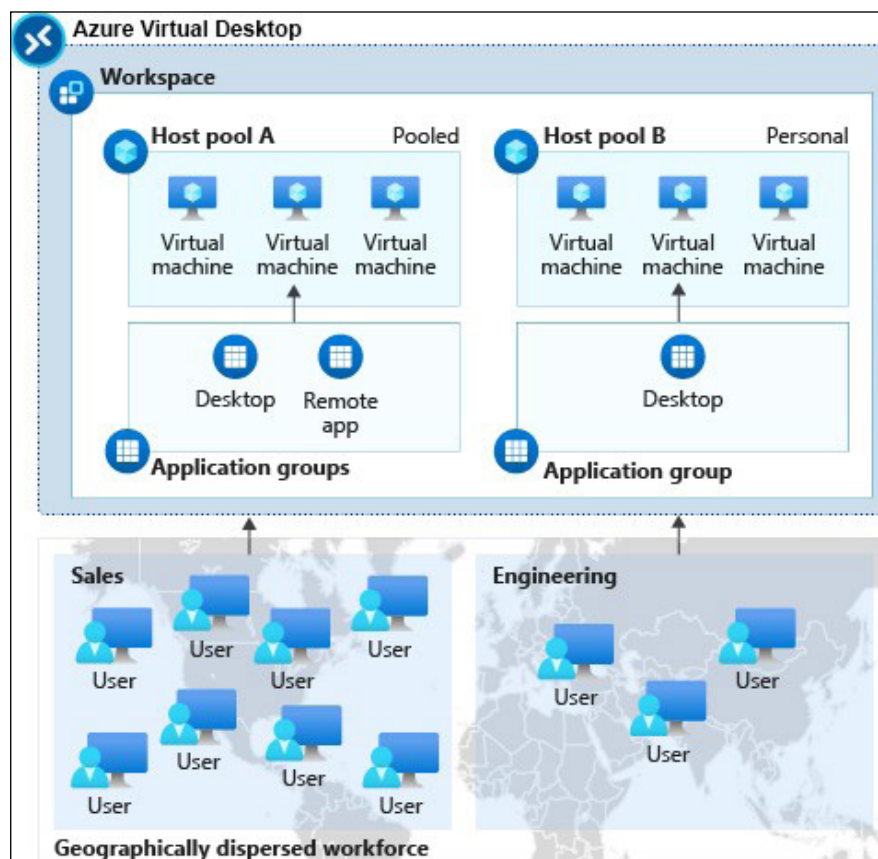 Azure Virtual Desktop
Workspace
Host pool A
Pooled
Virtual
machine
Virtual
machine
Virtual
machine
Desktop
Remote
app
Application groups
Host pool B
Personal
Virtual
machine
Virtual
machine
Virtual
machine
Desktop
Application group
Sales
User
User
User
User
User
User
User
User
Engineering
User
User
User
Geographically dispersed workforce